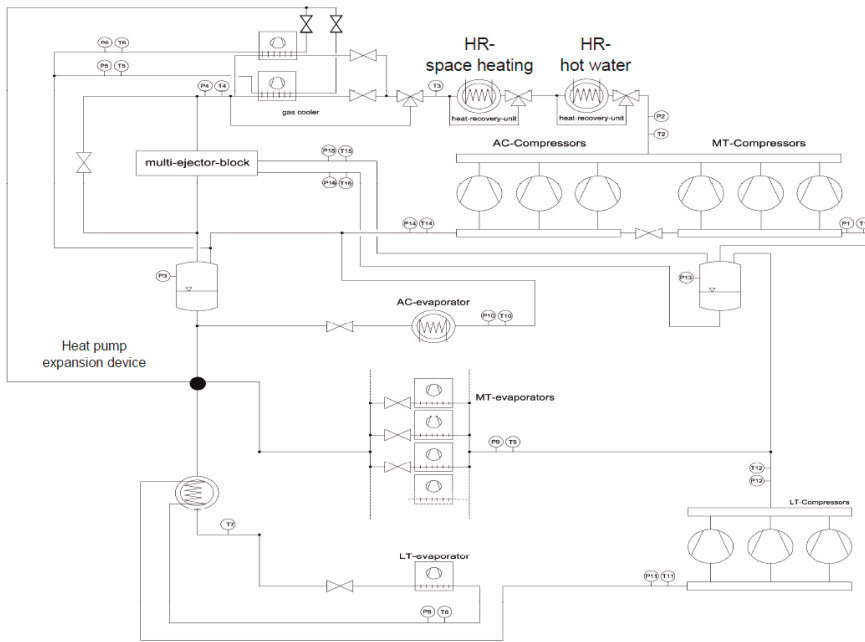 HR-
space heating
HR-
hot water
P6 T6
P5 T5
P4 T4
T3
gas cooler
heat-recovery-unit
heat-recovery-unit
P2
T2
AC-Compressors
MT-Compressors
multi-ejector-block
P15 T15
P16 T16
P14 T14
P1
P3
P13
AC-evaporator
P10 T10
Heat pump
expansion device
MT-evaporators
P9 T9
T12
P12
LT-Compressors
T7
LT-evaporator
P11 T11
P8 T8